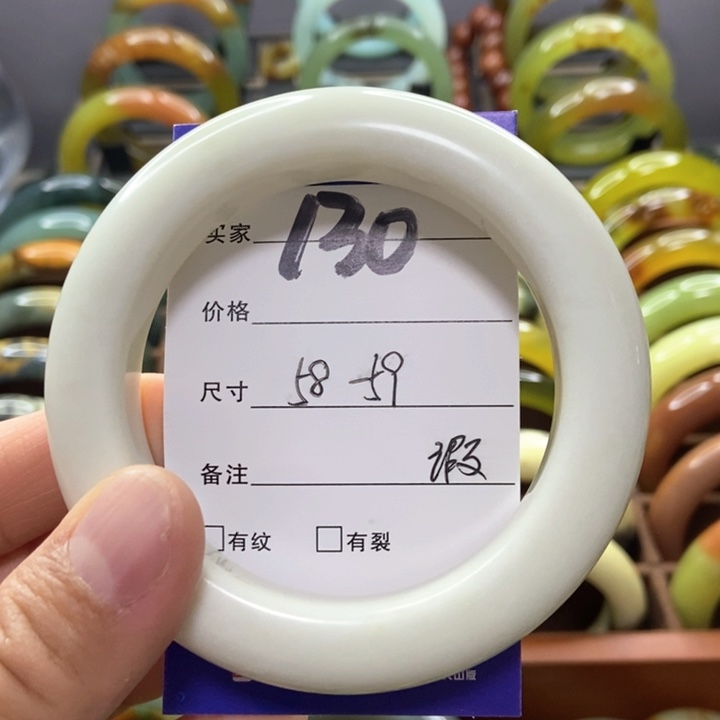 买家 130
价格
尺寸 58-59
备注 瑕
□有纹 □有裂